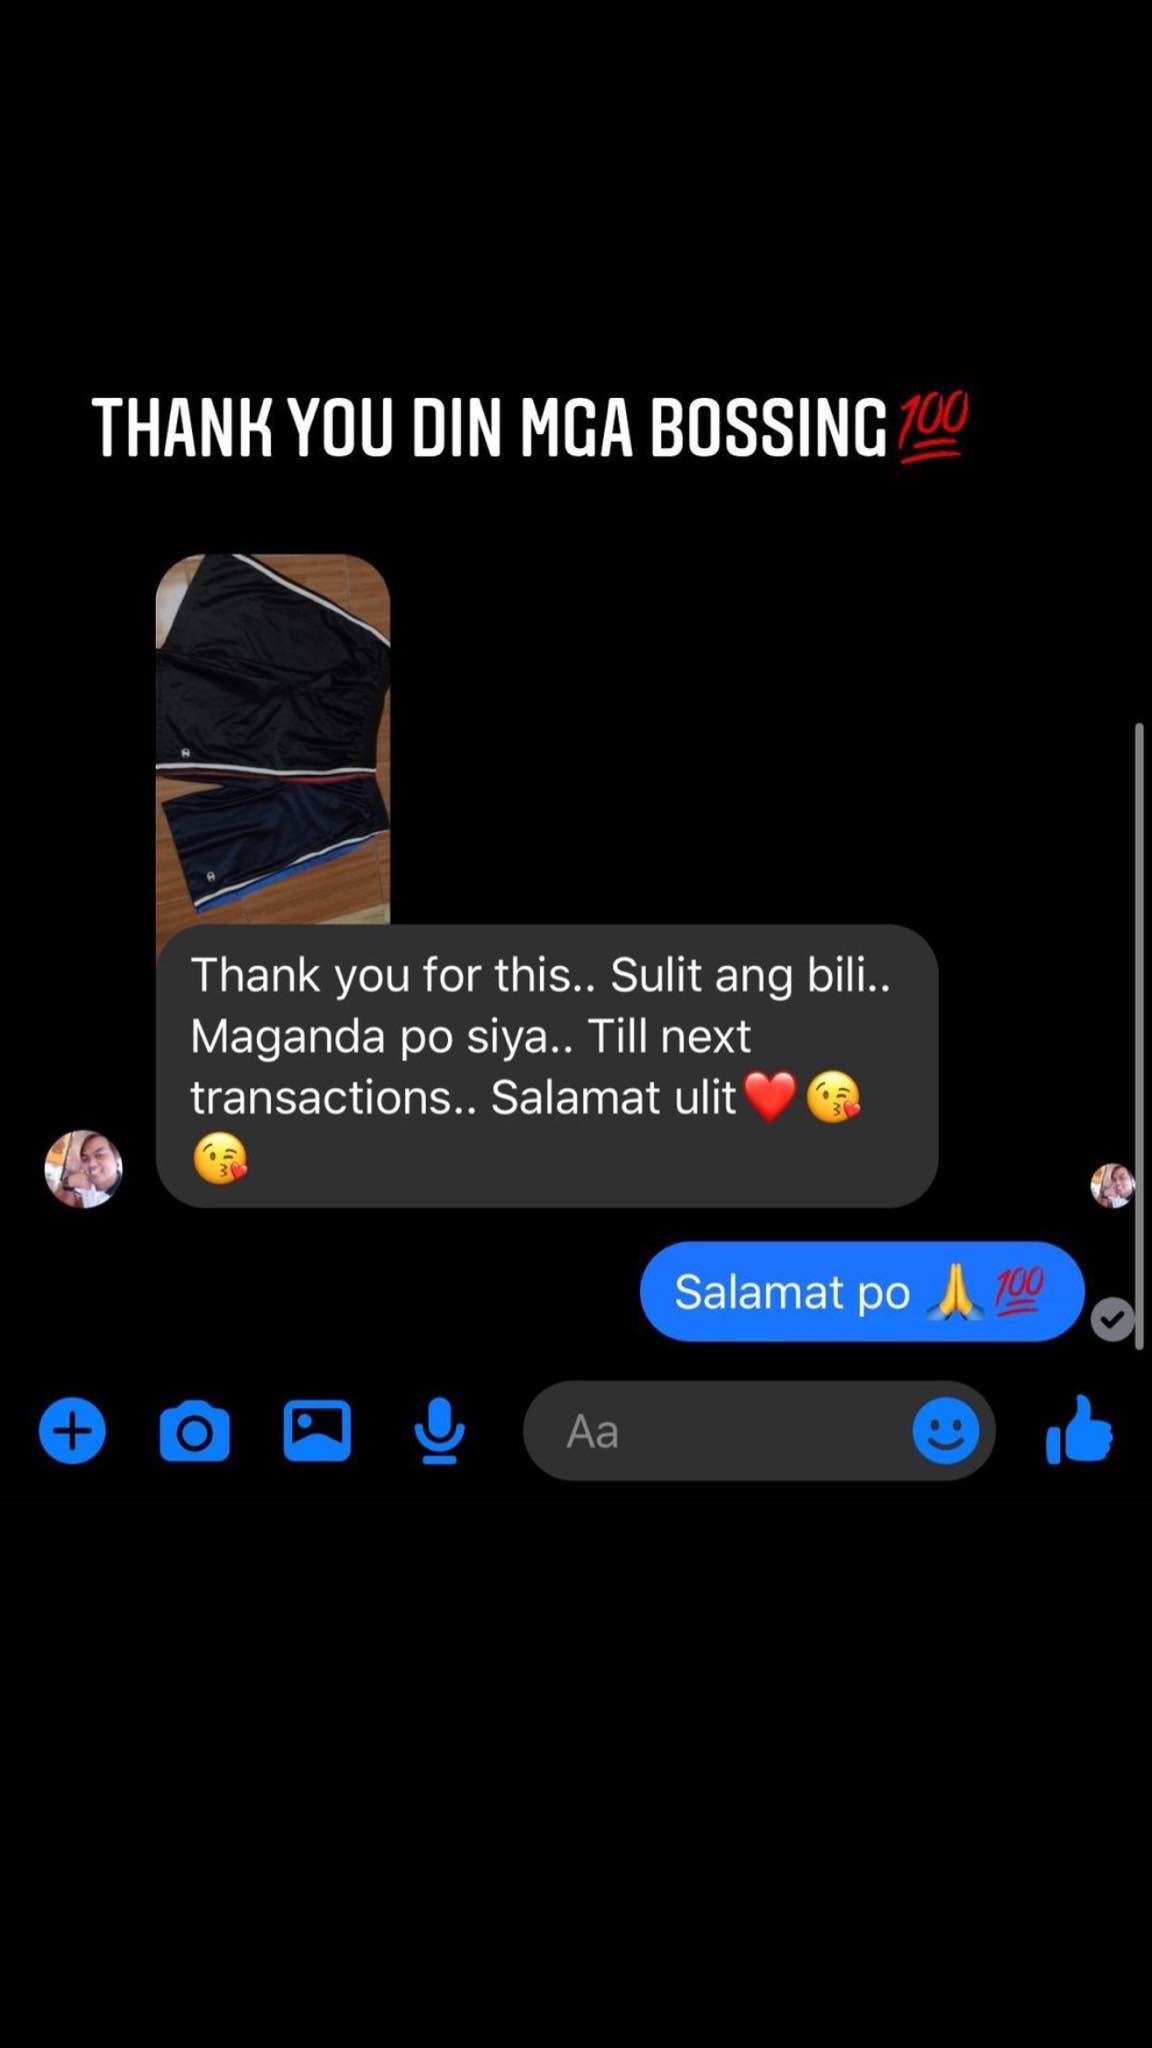 THANK YOU DIN MGA BOSSING💯
Thank you for this.. Sulit ang bili..
Maganda po siya.. Till next
transactions.. Salamat ulit❤️😘
😘
Salamat po 🙏💯
Aa